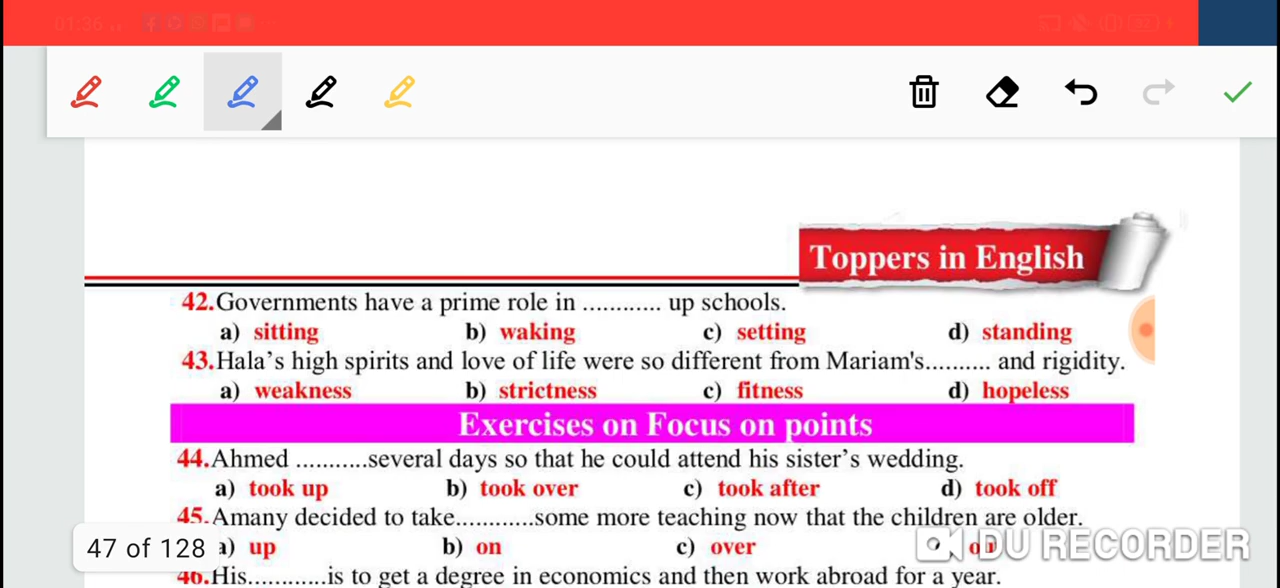 01:36
Toppers in English
42.Governments have a prime role in ............ up schools.
a) sitting b) waking c) setting d) standing
43.Hala's high spirits and love of life were so different from Mariam's.......... and rigidity.
a) weakness b) strictness c) fitness d) hopeless
Exercises on Focus on points
44.Ahmed ...........several days so that he could attend his sister's wedding.
a) took up b) took over c) took after d) took off
45.Amany decided to take............some more teaching now that the children are older.
47 of 128 a) up b) on c) over
DU RECORDER
46.His............is to get a degree in economics and then work abroad for a year.